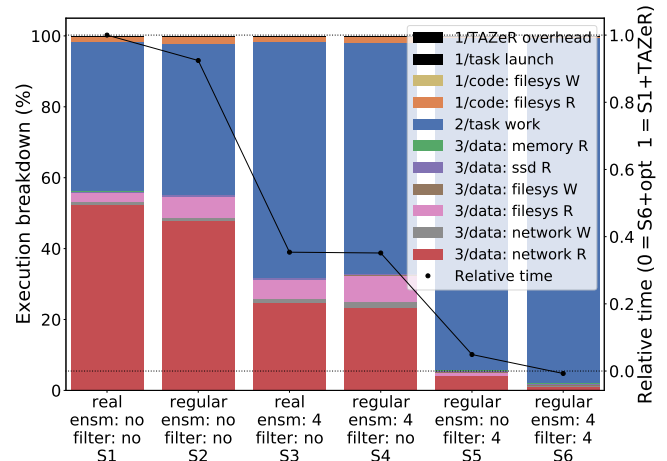 Execution breakdown (%)
100
80
60
40
20
0
1/TAZeR overhead
1/task launch
1/code: filesys W
1/code: filesys R
2/task work
3/data: memory R
3/data: ssd R
3/data: filesys W
3/data: filesys R
3/data: network W
3/data: network R
Relative time
1.0
0.8
0.6
0.4
0.2
0.0
Relative time (0 = S6+opt  1 = S1+TAZeR)
real
ensm: no
filter: no
S1
regular
ensm: no
filter: no
S2
real
ensm: 4
filter: no
S3
regular
ensm: 4
filter: no
S4
regular
ensm: no
filter: 4
S5
regular
ensm: 4
filter: 4
S6